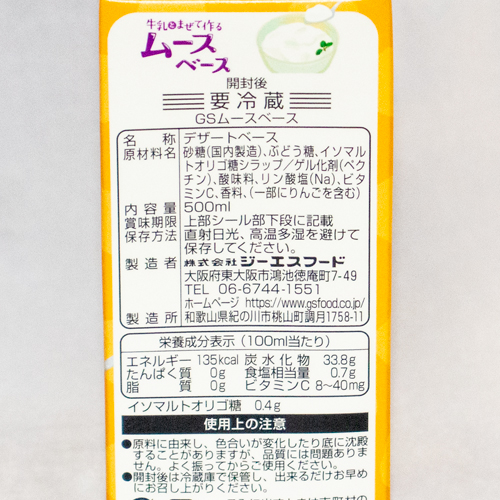 牛乳とまぜて作る
ムース
ベース
開封後
要冷蔵
GSムースベース
名称 デザートベース
原材料名 砂糖(国内製造)、ぶどう糖、イソマル
トオリゴ糖シラップ/ゲル化剤(ペク
チン)、酸味料、リン酸塩(Na)、ビタ
ミンC、香料、(一部にりんごを含む)
内容量 500ml
賞味期限 上部シール部下段に記載
保存方法 直射日光、高温多湿を避けて
保存してください。
製造者 株式会社ジーエスフード
大阪府東大阪市鴻池徳庵町7-49
TEL 06-6744-1551
ホームページ https://www.gsfood.co.jp/
製造所 和歌山県紀の川市桃山町調月1758-11
栄養成分表示(100ml当たり)
エネルギー 135kcal 炭水化物 33.8g
たんぱく質 0g 食塩相当量 0.7g
脂質 0g ビタミンC 8~40mg
イソマルトオリゴ糖 0.4g
使用上の注意
●原料に由来し、色合いが変化したり底に沈殿
することがありますが、品質には問題ありませ
ん。よく振ってからご使用ください。
●開封後は冷蔵庫で保管し、出来るだけお早め
にお召し上がりください。